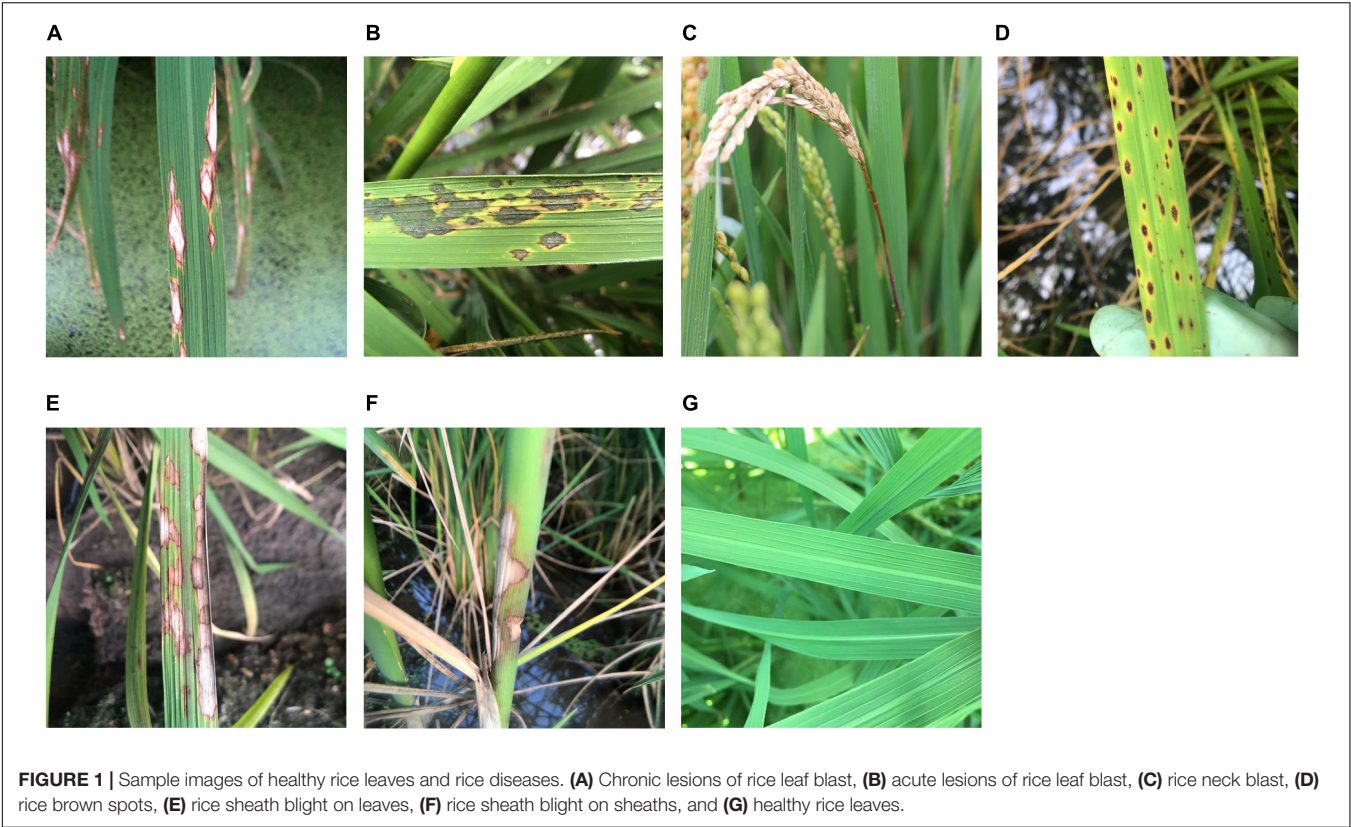 A
B
C
D
E
F
G
FIGURE 1 | Sample images of healthy rice leaves and rice diseases. (A) Chronic lesions of rice leaf blast, (B) acute lesions of rice leaf blast, (C) rice neck blast, (D)
rice brown spots, (E) rice sheath blight on leaves, (F) rice sheath blight on sheaths, and (G) healthy rice leaves.